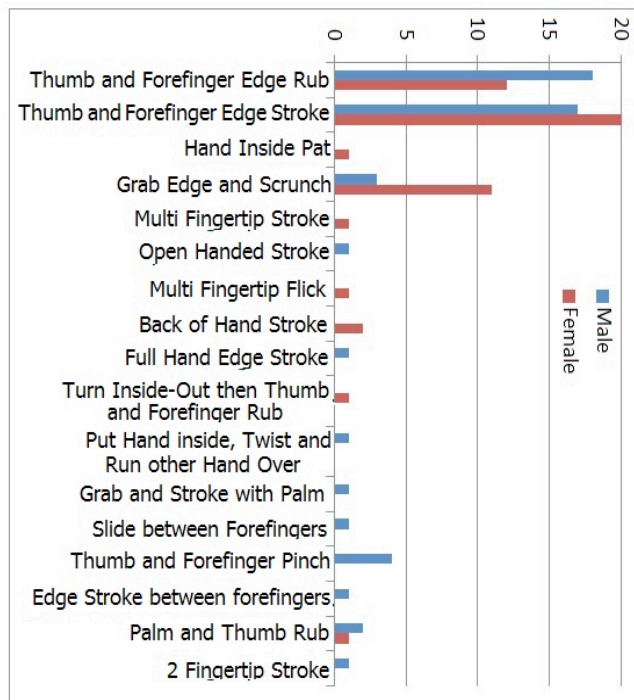 0
5
10
15
20
Thumb and Forefinger Edge Rub
Thumb and Forefinger Edge Stroke
Hand Inside Pat
Grab Edge and Scrunch
Multi Fingertip Stroke
Open Handed Stroke
Multi Fingertip Flick
Back of Hand Stroke
Full Hand Edge Stroke
Turn Inside-Out then Thumb
and Forefinger Rub
Put Hand inside, Twist and
Run other Hand Over
Grab and Stroke with Palm
Slide between Forefingers
Thumb and Forefinger Pinch
Edge Stroke between forefingers
Palm and Thumb Rub
2 Fingertip Stroke
Male
Female